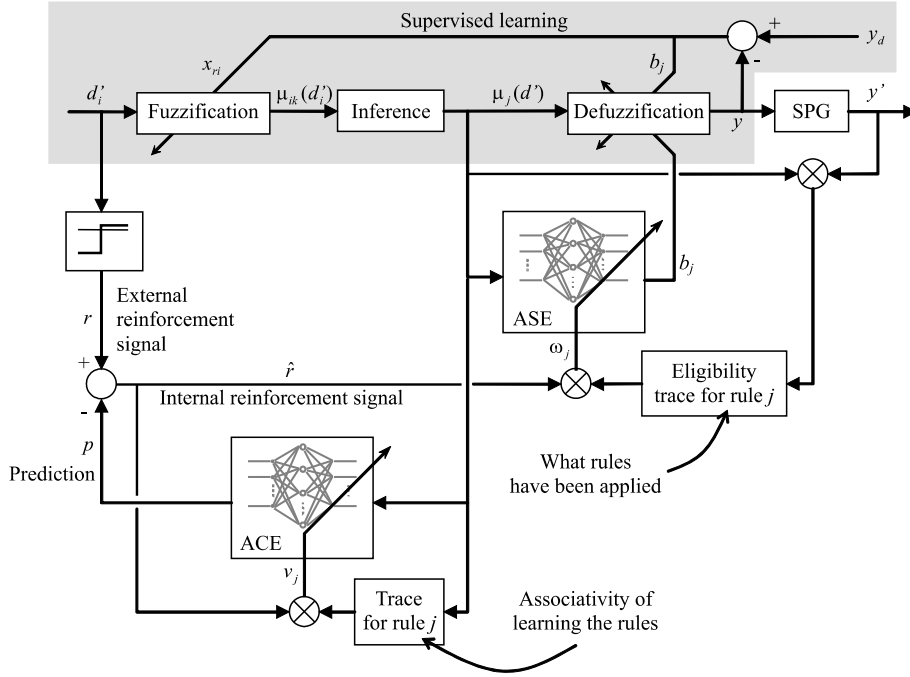 Supervised learning
+
y_d
-
x_ri
b_j
d_i'
μ_ik(d_i')
μ_j(d')
y
y'
Fuzzification
Inference
Defuzzification
SPG
b_j
ASE
ω_j
External
reinforcement
signal
r
+
-
r̂
Internal reinforcement signal
Eligibility
trace for rule j
p
Prediction
What rules
have been applied
ACE
v_j
Trace
for rule j
Associativity of
learning the rules